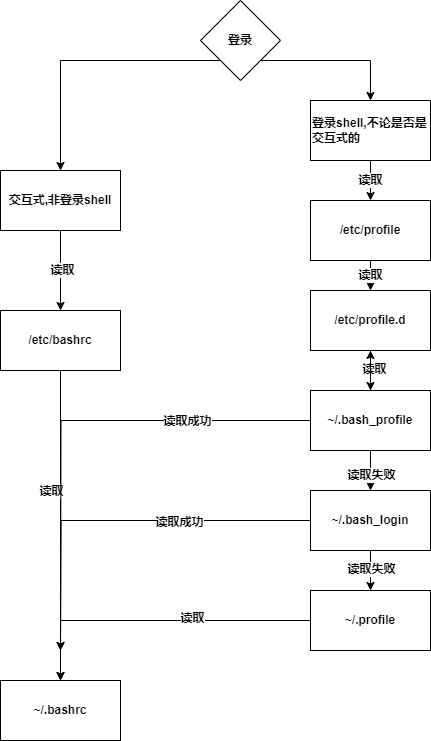 登录
登录shell,不论是否是
交互式的
读取
交互式,非登录shell
/etc/profile
读取
读取
/etc/profile.d
/etc/bashrc
读取
读取成功
~/.bash_profile
读取失败
读取
读取成功
~/.bash_login
读取失败
读取
~/.profile
~/.bashrc